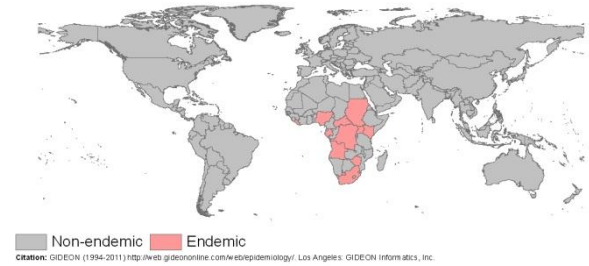 Non-endemic Endemic
Citation: GIDEON (1994-2011) http://web.gideononline.com/web/epidemiology/. Los Angeles: GIDEON Informatics, Inc.